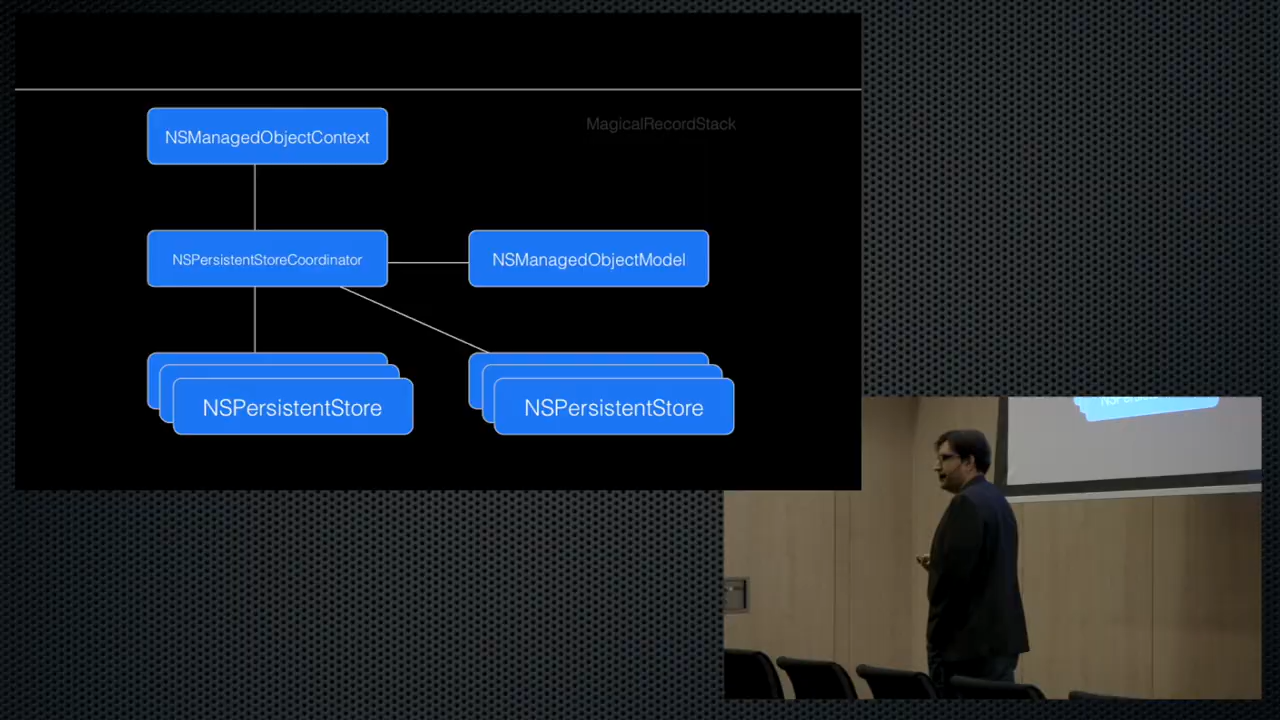 NSManagedObjectContext
MagicalRecordStack
NSPersistentStoreCoordinator
NSManagedObjectModel
NSPersistentStore
NSPersistentStore